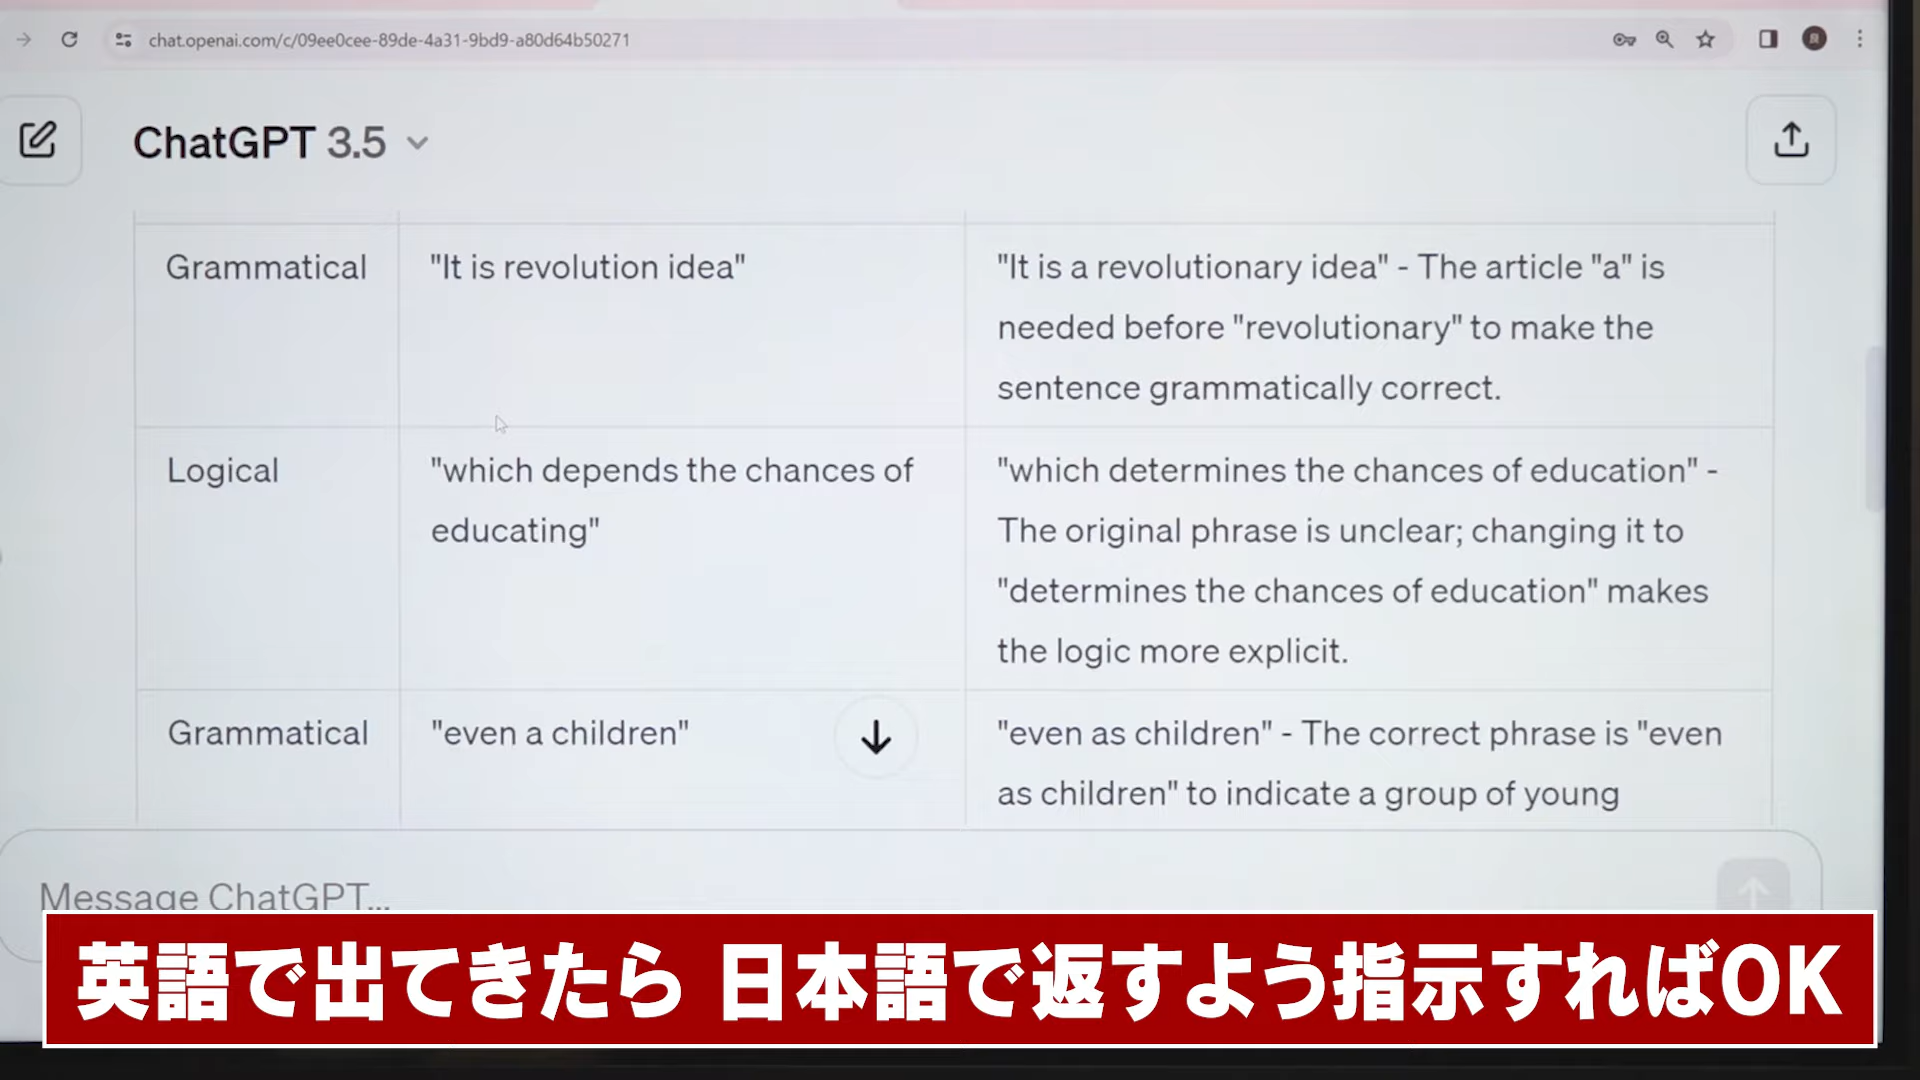 chat.openai.com/c/09ee0cee-89de-4a31-9bd9-a80d64b50271
ChatGPT 3.5
Grammatical
"It is revolution idea"
"It is a revolutionary idea" - The article "a" is
needed before "revolutionary" to make the
sentence grammatically correct.
Logical
"which depends the chances of
educating"
"which determines the chances of education" -
The original phrase is unclear; changing it to
"determines the chances of education" makes
the logic more explicit.
Grammatical
"even a children"
"even as children" - The correct phrase is "even
as children" to indicate a group of young
Message ChatGPT...
英語で出てきたら 日本語で返すよう指示すればOK